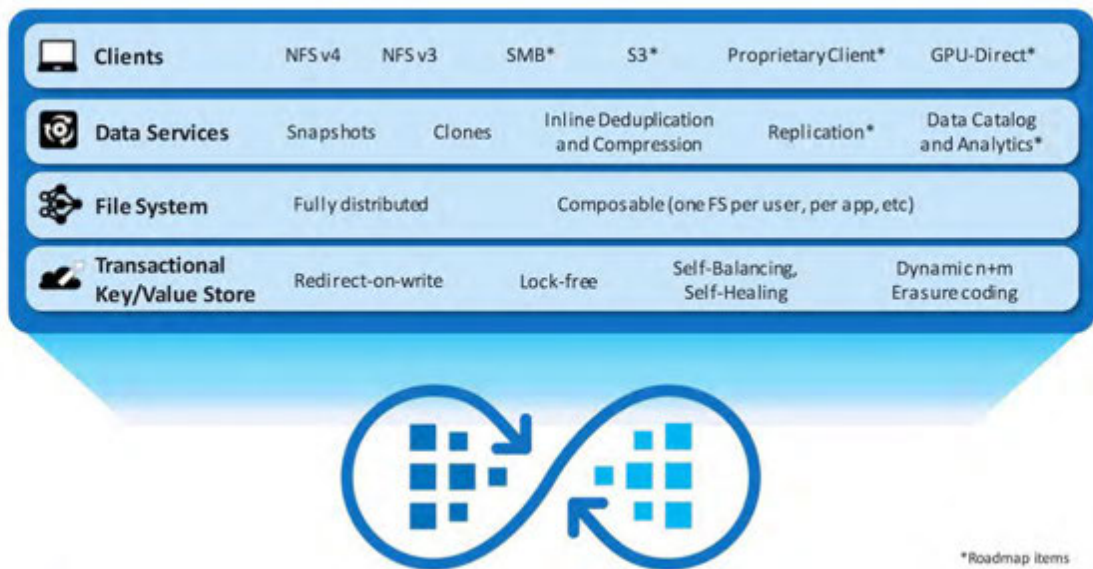 Clients NFS v4 NFS v3 SMB* S3* Proprietary Client* GPU-Direct*
Data Services Snapshots Clones Inline Deduplication and Compression Replication* Data Catalog and Analytics*
File System Fully distributed Composable (one FS per user, per app, etc)
Transactional Key/Value Store Redirect-on-write Lock-free Self-Balancing, Self-Healing Dynamic n+m Erasure coding
*Roadmap items